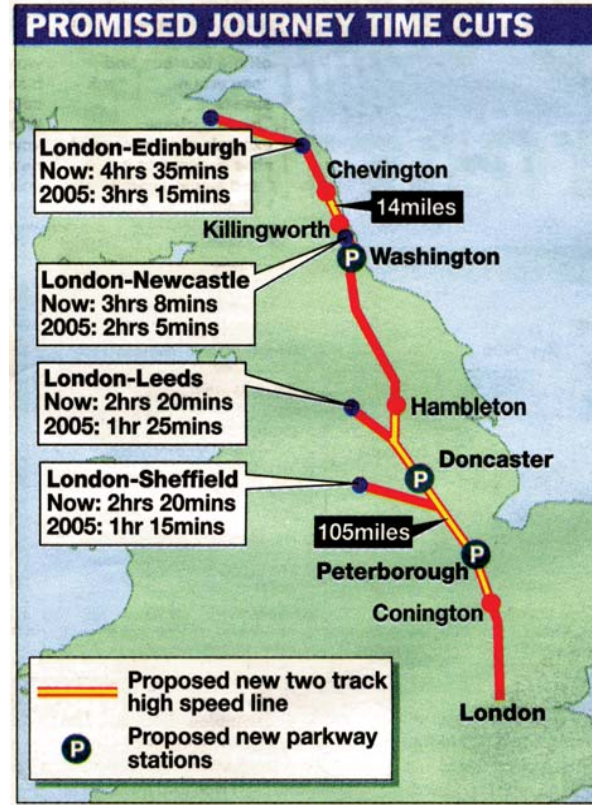 PROMISED JOURNEY TIME CUTS
London-Edinburgh
Now: 4hrs 35mins
2005: 3hrs 15mins
Chevington
14miles
Killingworth
P
Washington
London-Newcastle
Now: 3hrs 8mins
2005: 2hrs 5mins
London-Leeds
Now: 2hrs 20mins
2005: 1hr 25mins
Hambleton
Doncaster
P
London-Sheffield
Now: 2hrs 20mins
2005: 1hr 15mins
105miles
P
Peterborough
Conington
London
Proposed new two track
high speed line
P
Proposed new parkway
stations